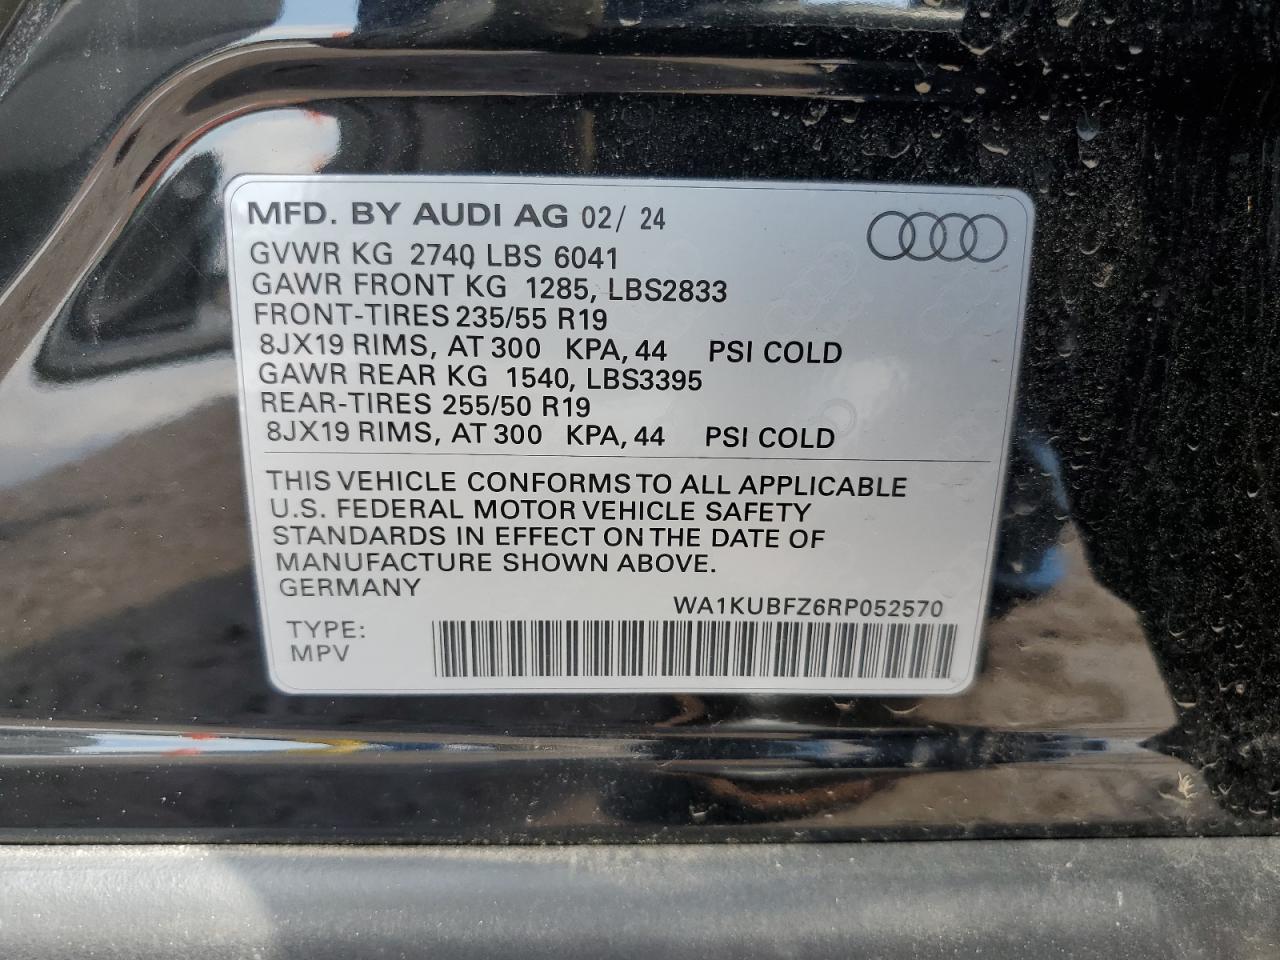 MFD. BY AUDI AG 02/ 24
GVWR KG 2740 LBS 6041
GAWR FRONT KG 1285, LBS2833
FRONT-TIRES 235/55 R19
8JX19 RIMS, AT 300 KPA, 44 PSI COLD
GAWR REAR KG 1540, LBS3395
REAR-TIRES 255/50 R19
8JX19 RIMS, AT 300 KPA, 44 PSI COLD
THIS VEHICLE CONFORMS TO ALL APPLICABLE
U.S. FEDERAL MOTOR VEHICLE SAFETY
STANDARDS IN EFFECT ON THE DATE OF
MANUFACTURE SHOWN ABOVE.
GERMANY
WA1KUBFZ6RP052570
TYPE:
MPV